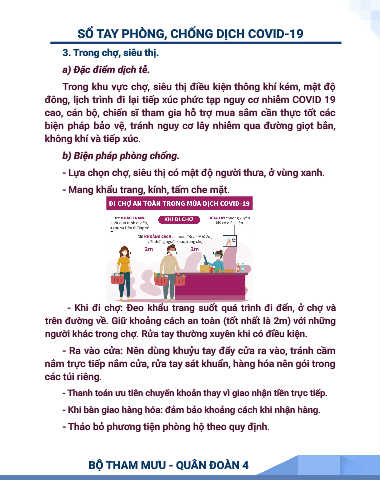 SỔ TAY PHÒNG, CHỐNG DỊCH COVID-19
3. Trong chợ, siêu thị.
a) Đặc điểm dịch tễ.
Trong khu vực chợ, siêu thị điều kiện thông khí kém, mật độ
đông, lịch trình đi lại tiếp xúc phức tạp nguy cơ nhiễm COVID 19
cao, cán bộ, chiến sĩ tham gia hỗ trợ mua sắm cần thực tốt các
biện pháp bảo vệ, tránh nguy cơ lây nhiễm qua đường giọt bắn,
không khí và tiếp xúc.
b) Biện pháp phòng chống.
- Lựa chọn chợ, siêu thị có mật độ người thưa, ở vùng xanh.
- Mang khẩu trang, kính, tấm che mặt.
ĐI CHỢ AN TOÀN TRONG MÙA DỊCH COVID-19
KHI ĐI CHỢ
2m 2m
- Khi đi chợ: Đeo khẩu trang suốt quá trình đi đến, ở chợ và
trên đường về. Giữ khoảng cách an toàn (tốt nhất là 2m) với những
người khác trong chợ. Rửa tay thường xuyên khi có điều kiện.
- Ra vào cửa: Nên dùng khuỷu tay đẩy cửa ra vào, tránh cầm
nắm trực tiếp nắm cửa, rửa tay sát khuẩn, hàng hóa nên gói trong
các túi riêng.
- Thanh toán ưu tiên chuyển khoản thay vì giao nhận tiền trực tiếp.
- Khi bàn giao hàng hóa: đảm bảo khoảng cách khi nhận hàng.
- Tháo bỏ phương tiện phòng hộ theo quy định.
BỘ THAM MƯU - QUÂN ĐOÀN 4